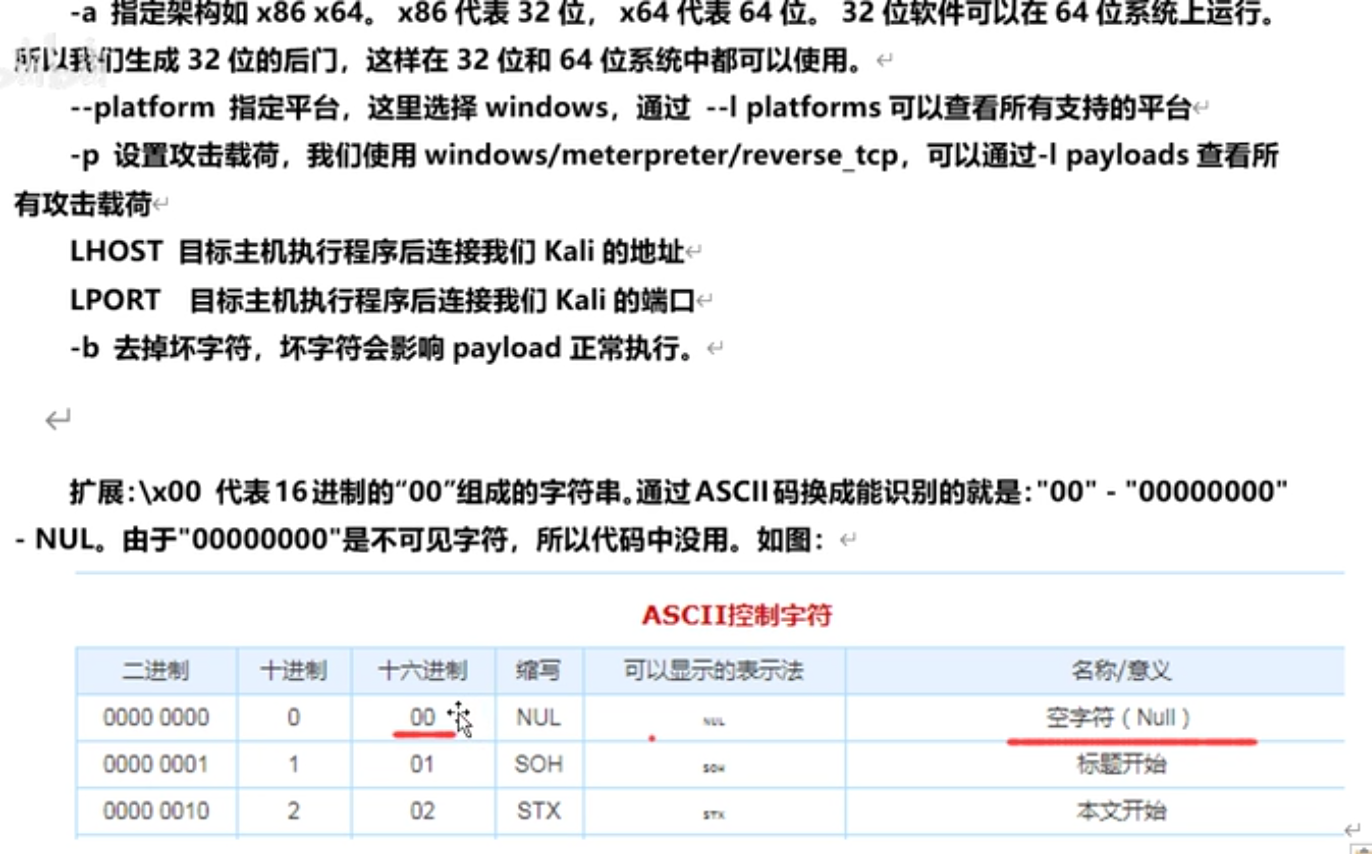 -a 指定架构如 x86 x64。 x86 代表 32 位， x64 代表 64 位。 32 位软件可以在 64 位系统上运行。
所以我们生成 32 位的后门，这样在 32 位和 64 位系统中都可以使用。
--platform 指定平台，这里选择 windows，通过 --l platforms 可以查看所有支持的平台
-p 设置攻击载荷，我们使用 windows/meterpreter/reverse_tcp，可以通过-l payloads 查看所
有攻击载荷
LHOST 目标主机执行程序后连接我们 Kali 的地址
LPORT 目标主机执行程序后连接我们 Kali 的端口
-b 去掉坏字符，坏字符会影响 payload 正常执行。
扩展：\x00 代表16进制的“00”组成的字符串。通过ASCII码换成能识别的就是："00" - "00000000"
- NUL。由于"00000000"是不可见字符，所以代码中没用。如图：
ASCII控制字符
二进制 十进制 十六进制 缩写 可以显示的表示法 名称/意义
0000 0000 0 00 NUL NUL 空字符（Null）
0000 0001 1 01 SOH SOH 标题开始
0000 0010 2 02 STX STX 本文开始